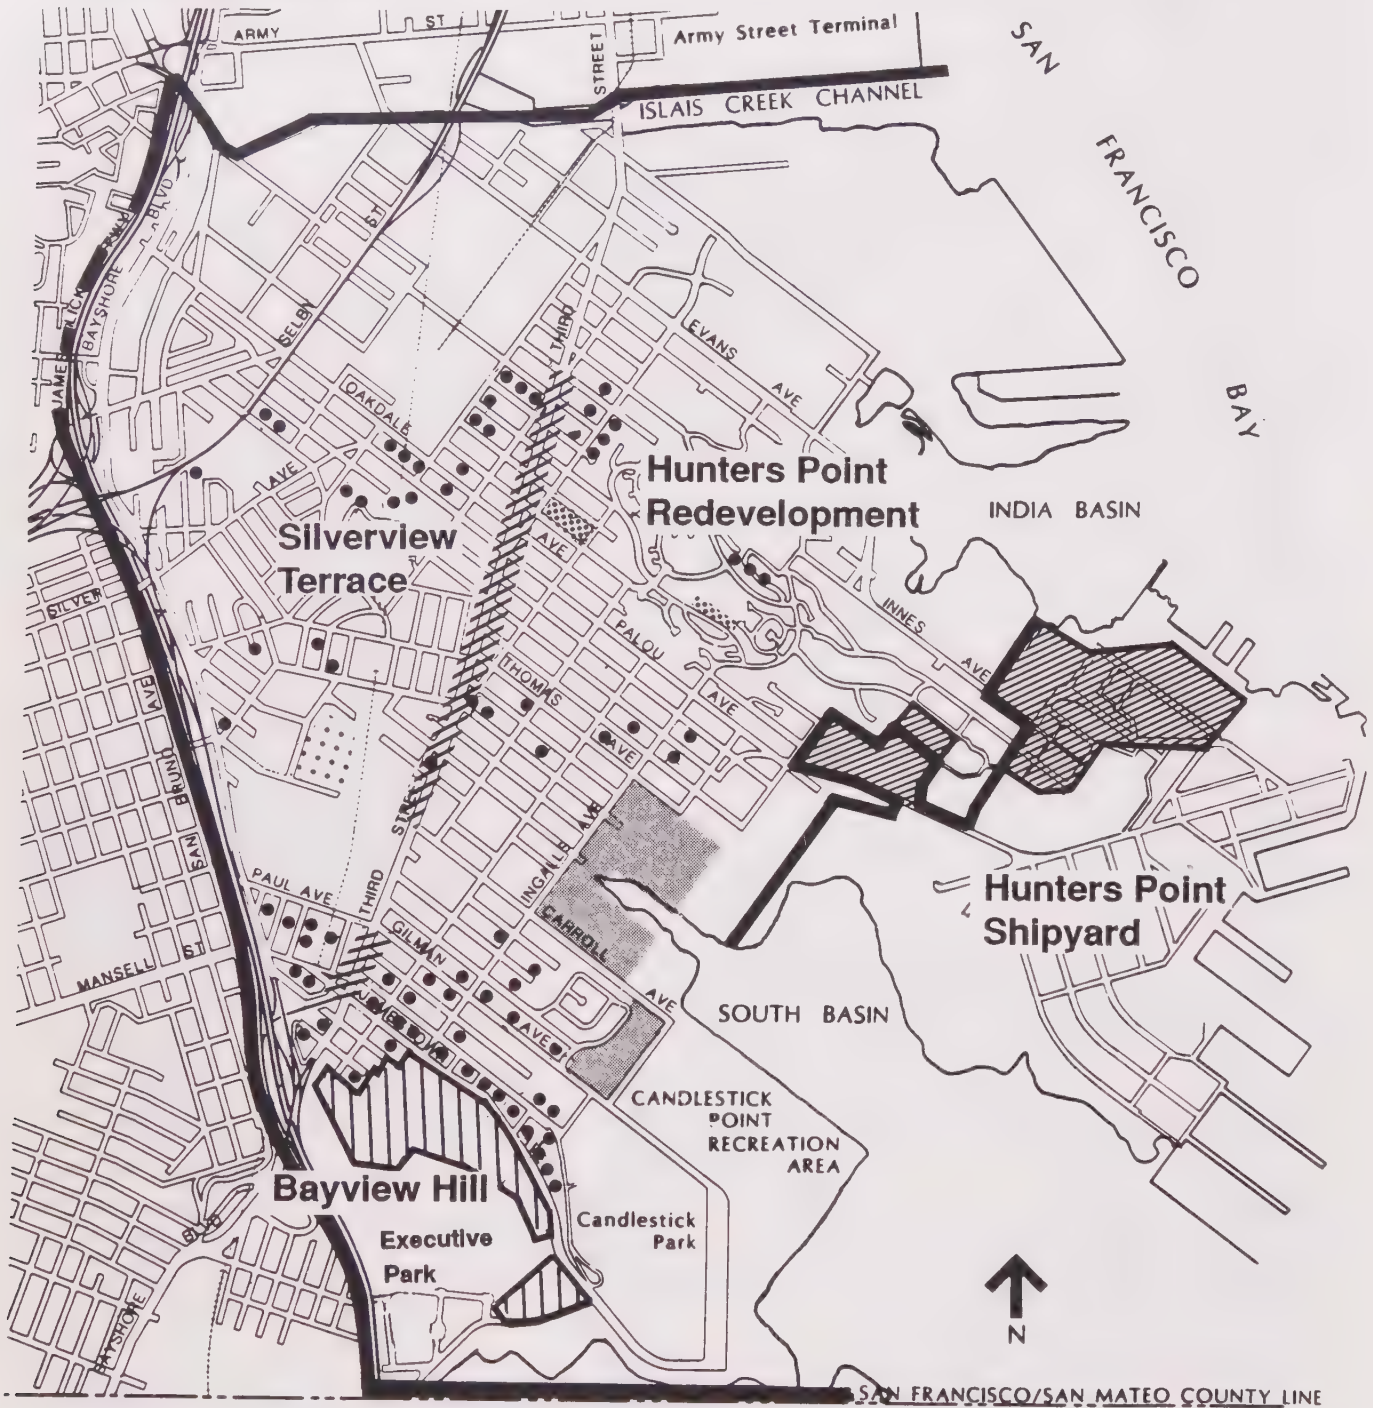 ARMY ST
Army Street Terminal
STREET
ISLAIS CREEK CHANNEL
SAN
FRANCISCO
BAY
BLVD
FRWY
LICK
JAMES
BAYSHORE
ST
SELBY
THIRD
EVANS
AVE
OAKDALE
AVE
Hunters Point
Redevelopment
INDIA BASIN
Silverview
Terrace
AVE
SILVER
AVE
INNES
AVE
PALOU
AVE
THOMAS
AVE
BRUNO
SAN
STREET
THIRD
INGALLS AVE
PAUL AVE
GILMAN
AVE
CARROLL
AVE
Hunters Point
Shipyard
MANSELL ST
SOUTH BASIN
CANDLESTICK
POINT
RECREATION
AREA
Bayview Hill
Executive
Park
Candlestick
Park
BLVD
BAYSHORE
N
SAN FRANCISCO/SAN MATEO COUNTY LINE